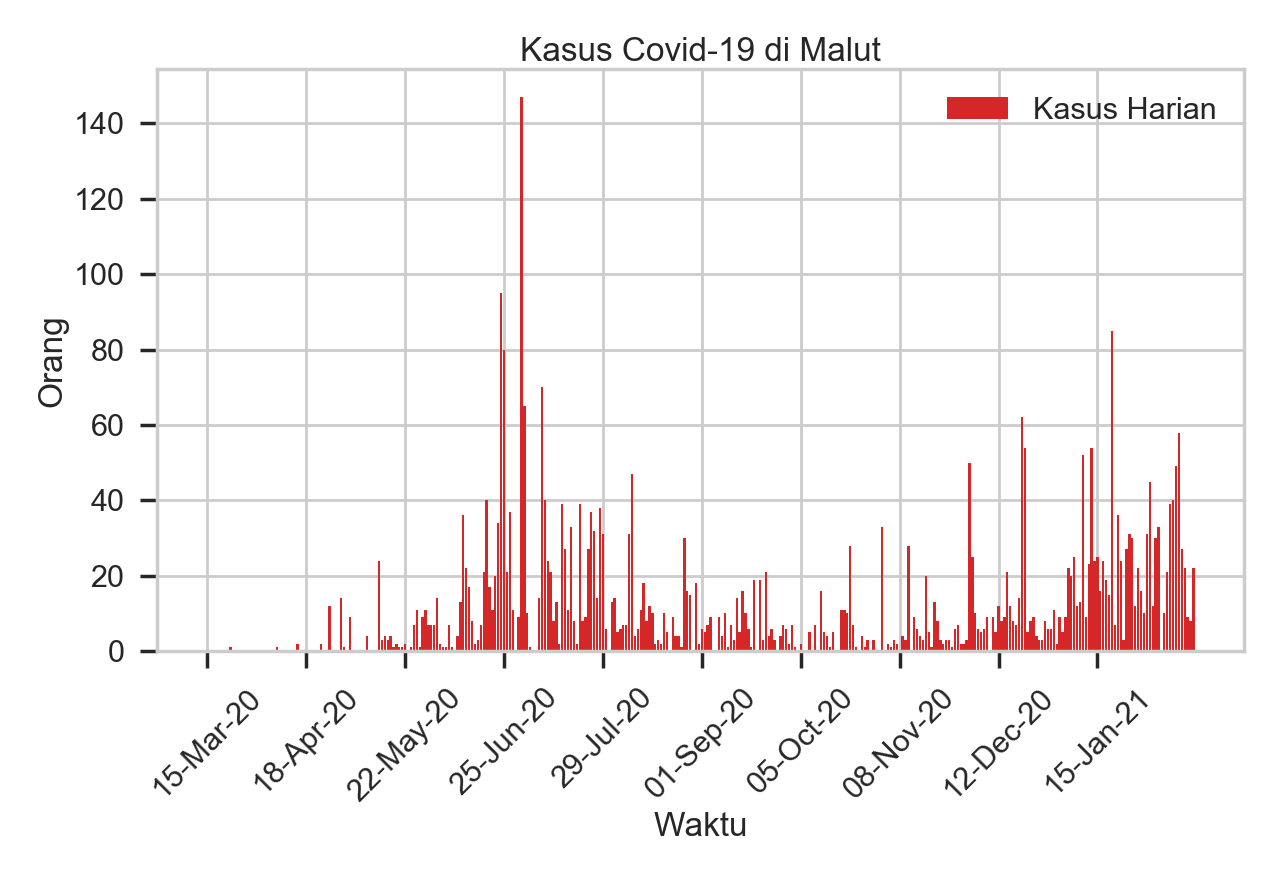 Kasus Covid-19 di Malut
Kasus Harian
140
120
100
80
60
40
20
0
Orang
15-Mar-20
18-Apr-20
22-May-20
25-Jun-20
29-Jul-20
01-Sep-20
05-Oct-20
08-Nov-20
12-Dec-20
15-Jan-21
Waktu